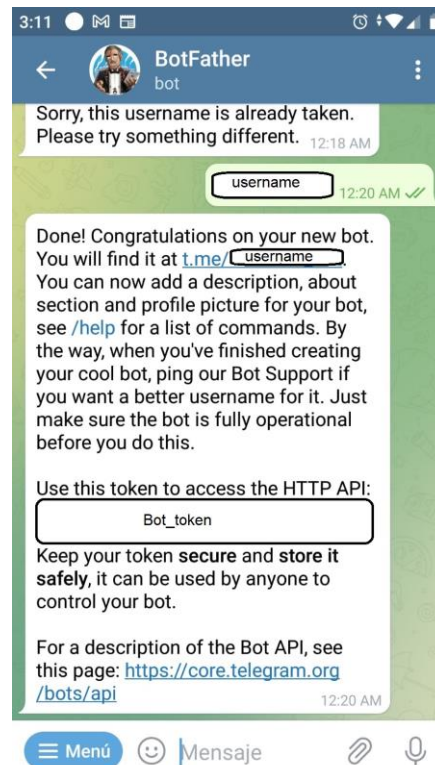 3:11
BotFather
bot
Sorry, this username is already taken.
Please try something different. 12:18 AM
username 12:20 AM
Done! Congratulations on your new bot.
You will find it at t.me/ username .
You can now add a description, about
section and profile picture for your bot,
see /help for a list of commands. By
the way, when you've finished creating
your cool bot, ping our Bot Support if
you want a better username for it. Just
make sure the bot is fully operational
before you do this.
Use this token to access the HTTP API:
Bot_token
Keep your token secure and store it
safely, it can be used by anyone to
control your bot.
For a description of the Bot API, see
this page: https://core.telegram.org
/bots/api 12:20 AM
Menú Mensaje